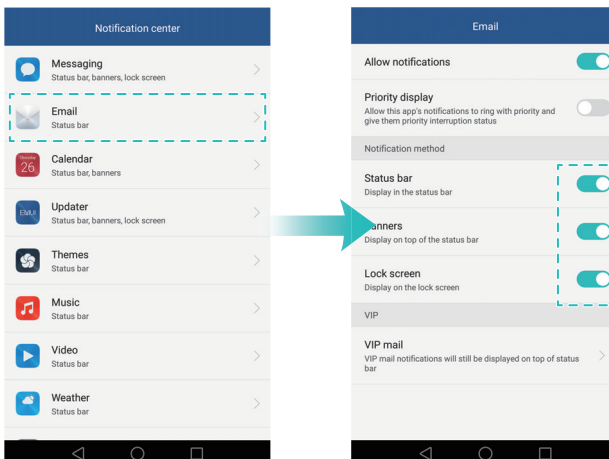 Notification center
Messaging
Status bar, banners, lock screen
Email
Status bar
Thursday
26
Calendar
Status bar, banners
EMUI
Updater
Status bar, banners, lock screen
Themes
Status bar
Music
Status bar
Video
Status bar
Weather
Status bar
Email
Allow notifications
Priority display
Allow this app's notifications to ring with priority and
give them priority interruption status
Notification method
Status bar
Display in the status bar
anners
Display on top of the status bar
Lock screen
Display on the lock screen
VIP
VIP mail
VIP mail notifications will still be displayed on top of status
bar